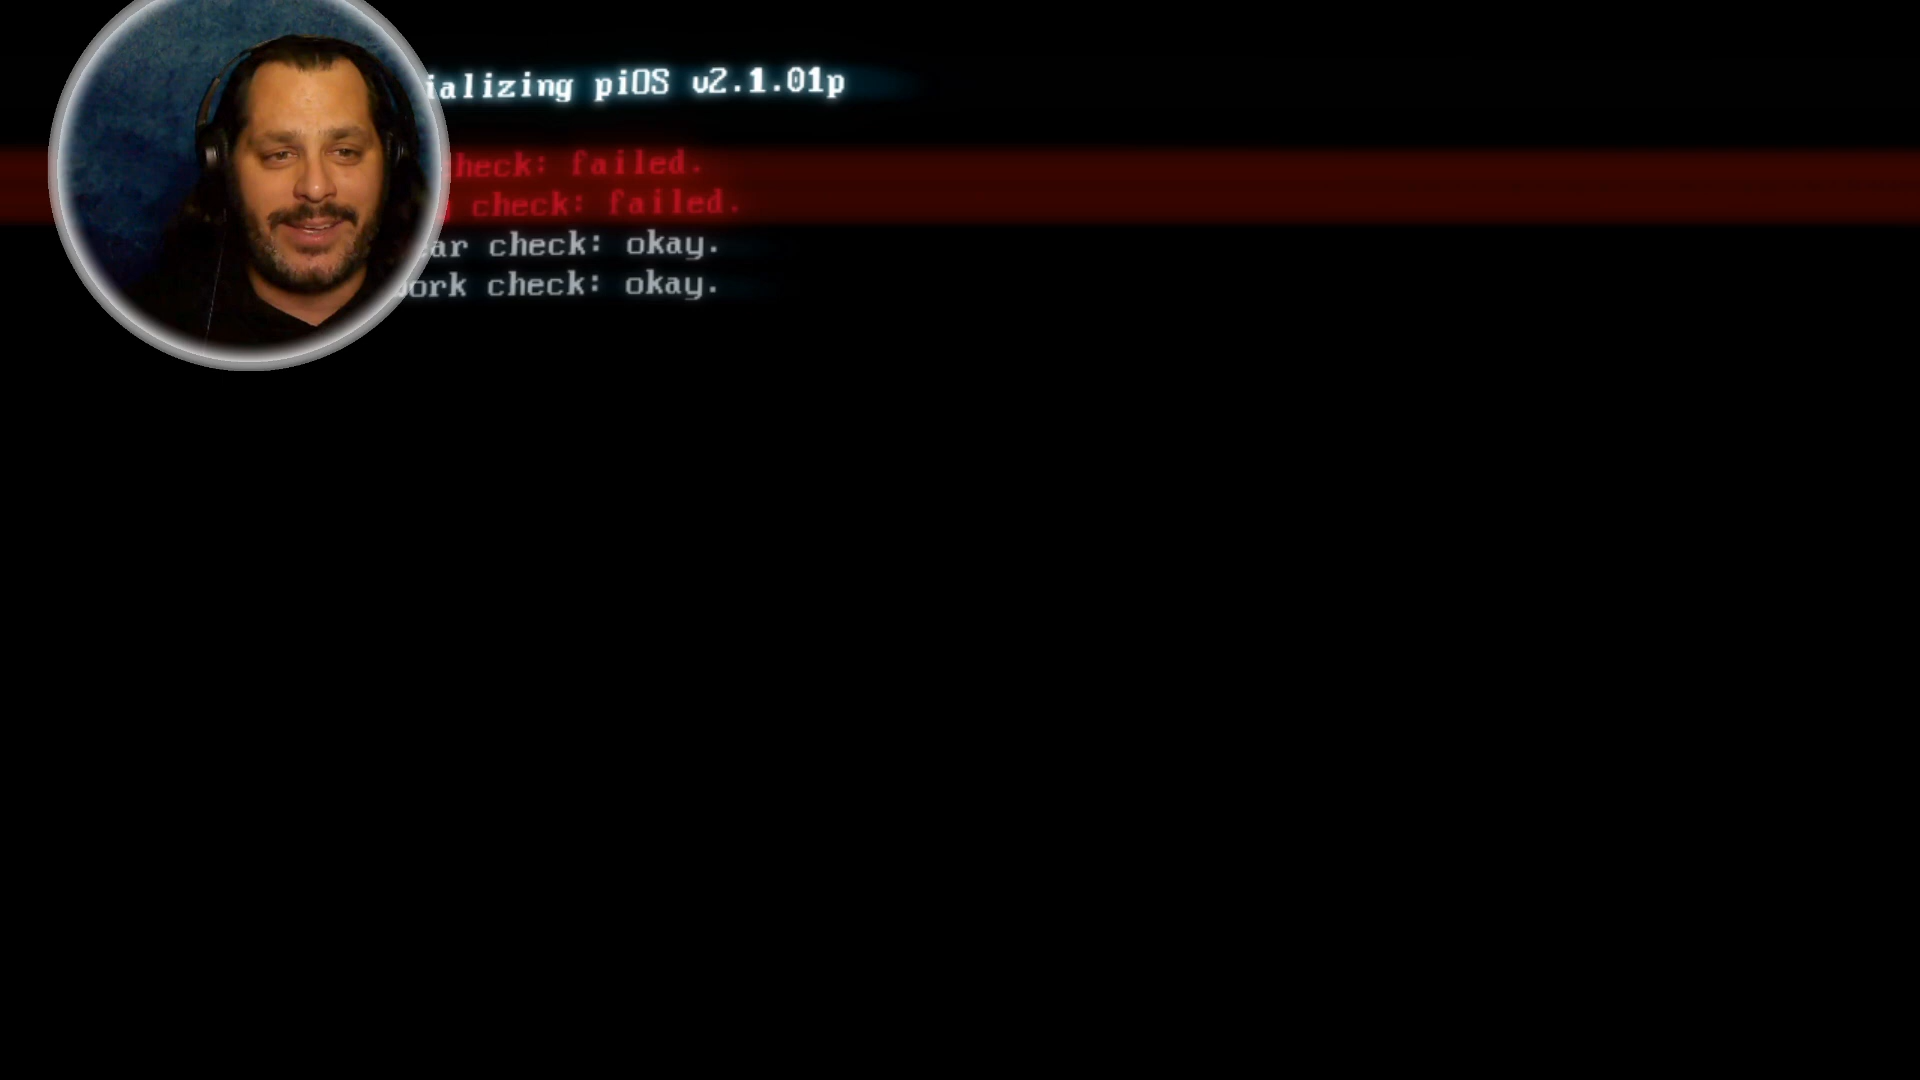 ializing piOS v2.1.01p
heck: failed.
check: failed.
ar check: okay.
ork check: okay.